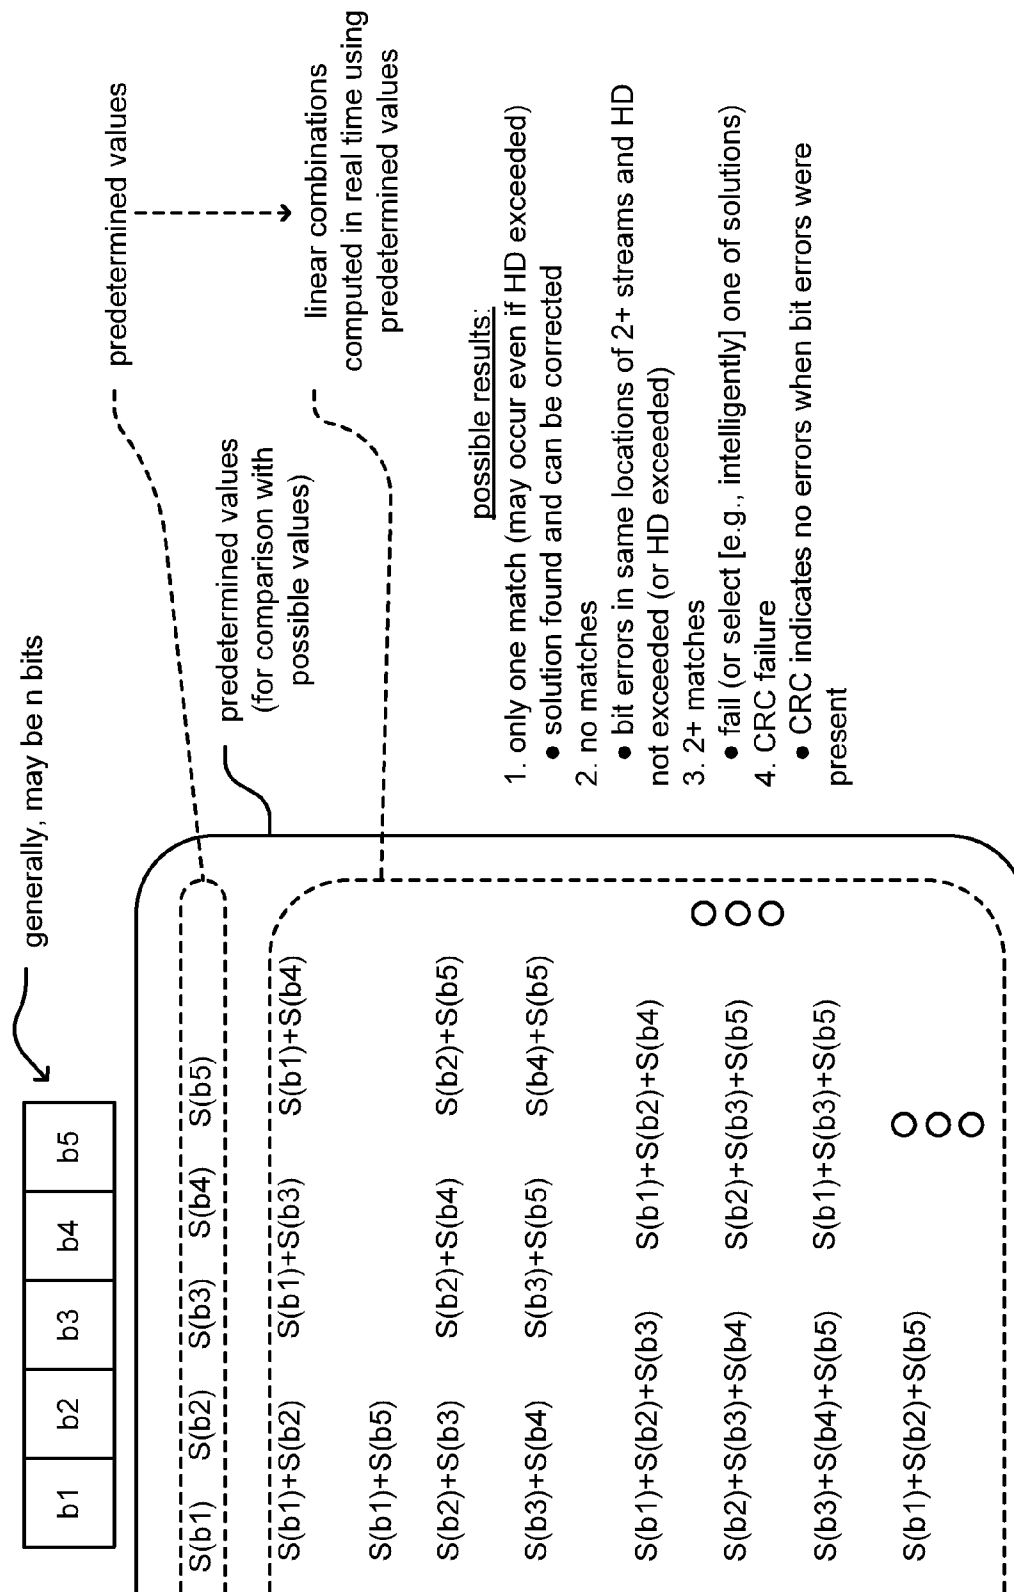 b1 b2 b3 b4 b5
generally, may be n bits
S(b1) S(b2) S(b3) S(b4) S(b5)
predetermined values
S(b1)+S(b2) S(b1)+S(b3) S(b1)+S(b4)
S(b1)+S(b5)
S(b2)+S(b3) S(b2)+S(b4) S(b2)+S(b5)
S(b3)+S(b4) S(b3)+S(b5) S(b4)+S(b5)
S(b1)+S(b2)+S(b3) S(b1)+S(b2)+S(b4)
S(b2)+S(b3)+S(b4) S(b2)+S(b3)+S(b5)
S(b3)+S(b4)+S(b5) S(b1)+S(b3)+S(b5)
S(b1)+S(b2)+S(b5)
predetermined values
(for comparison with
possible values)
linear combinations
computed in real time using
predetermined values
possible results:
1. only one match (may occur even if HD exceeded)
● solution found and can be corrected
2. no matches
● bit errors in same locations of 2+ streams and HD
not exceeded (or HD exceeded)
3. 2+ matches
● fail (or select [e.g., intelligently] one of solutions)
4. CRC failure
● CRC indicates no errors when bit errors were
present